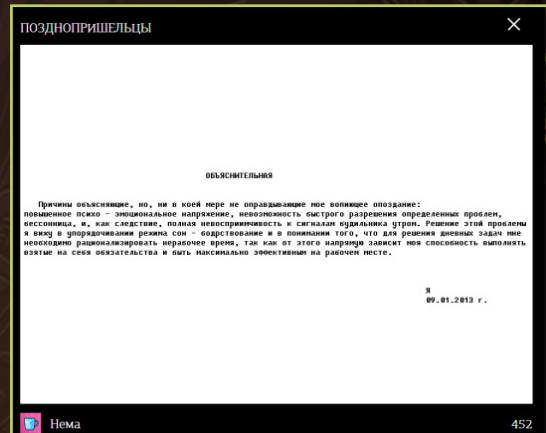 ПОЗДНОПРИШЕЛЬЦЫ
ОБЪЯСНИТЕЛЬНАЯ
Причины объясняющие, но, ни в коей мере не оправдывающие мое вопиющее опоздание:
повышенное психо - эмоциональное напряжение, невозможность быстрого разрешения определенных проблем,
бессонница, и, как следствие, полная невосприимчивость к сигналам будильника утром. Решение этой проблемы
я вижу в упорядочивании режима сон - бодрствование и в понимании того, что для решения дневных задач мне
необходимо рационализировать нерабочее время, так как от этого напрямую зависит моя способность выполнять
взятые на себя обязательства и быть максимально эффективным на рабочем месте.
Я
09.01.2013 г.
Нема
452